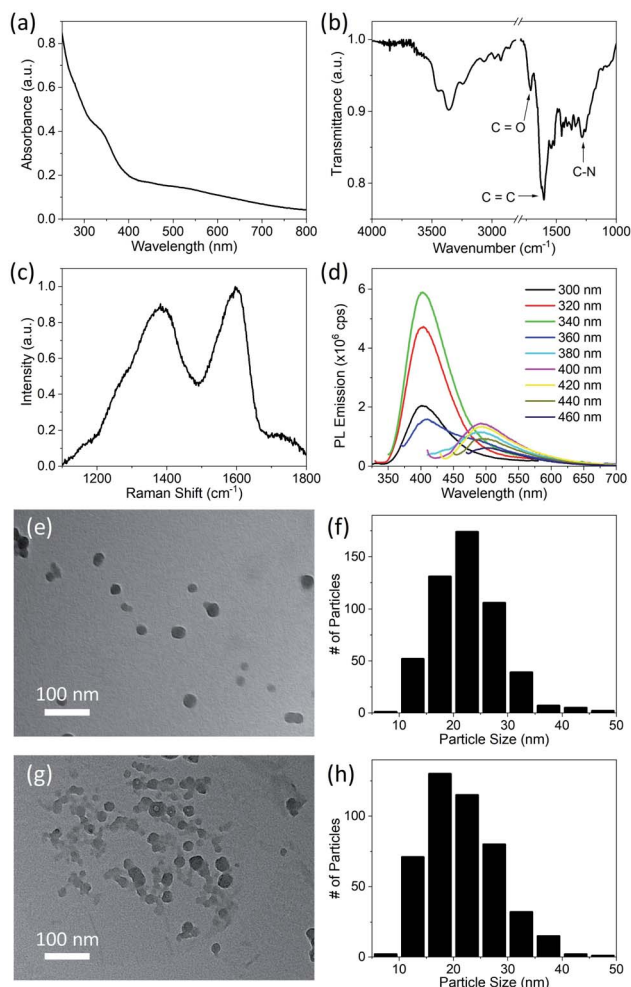 (a)
0.8
0.6
0.4
0.2
0.0
Absorbance (a.u.)
300 400 500 600 700 800
Wavelength (nm)
(b)
1.0
0.9
0.8
Transmittance (a.u.)
C = O
C = C
C-N
4000 3500 3000 1500 1000
Wavenumber (cm⁻¹)
(c)
1.0
0.8
0.6
0.4
0.2
0.0
Intensity (a.u.)
1200 1400 1600 1800
Raman Shift (cm⁻¹)
(d)
6
4
2
0
PL Emission (x10⁶ cps)
300 nm
320 nm
340 nm
360 nm
380 nm
400 nm
420 nm
440 nm
460 nm
350 400 450 500 550 600 650 700
Wavelength (nm)
(e)
100 nm
(f)
150
100
50
0
# of Particles
10 20 30 40 50
Particle Size (nm)
(g)
100 nm
(h)
100
50
0
# of Particles
10 20 30 40 50
Particle Size (nm)